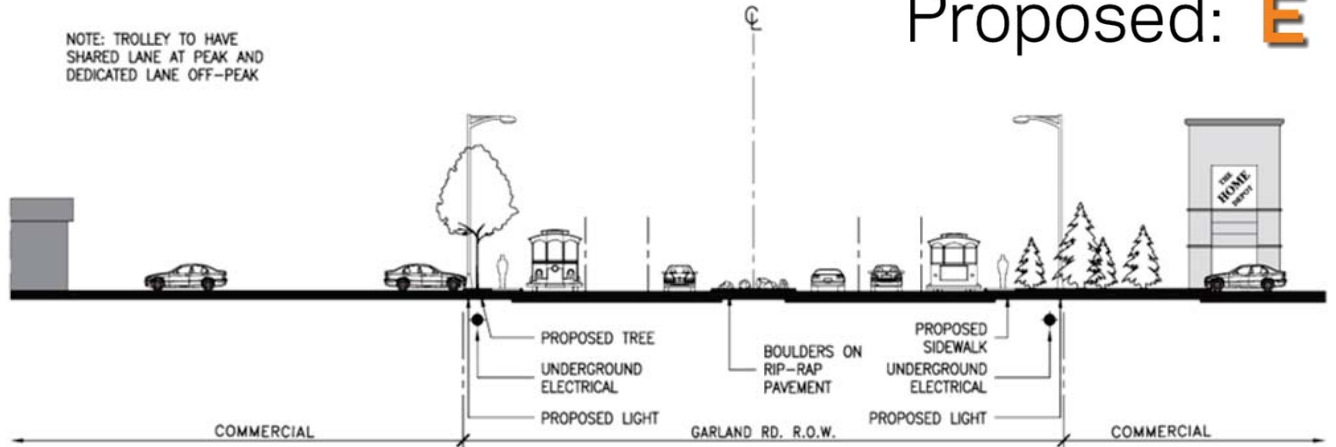 Proposed: E
NOTE: TROLLEY TO HAVE
SHARED LANE AT PEAK AND
DEDICATED LANE OFF-PEAK
CL
THE
HOME
DEPOT
PROPOSED TREE
UNDERGROUND
ELECTRICAL
PROPOSED LIGHT
BOULDERS ON
RIP-RAP
PAVEMENT
PROPOSED
SIDEWALK
UNDERGROUND
ELECTRICAL
PROPOSED LIGHT
COMMERCIAL
GARLAND RD. R.O.W.
COMMERCIAL